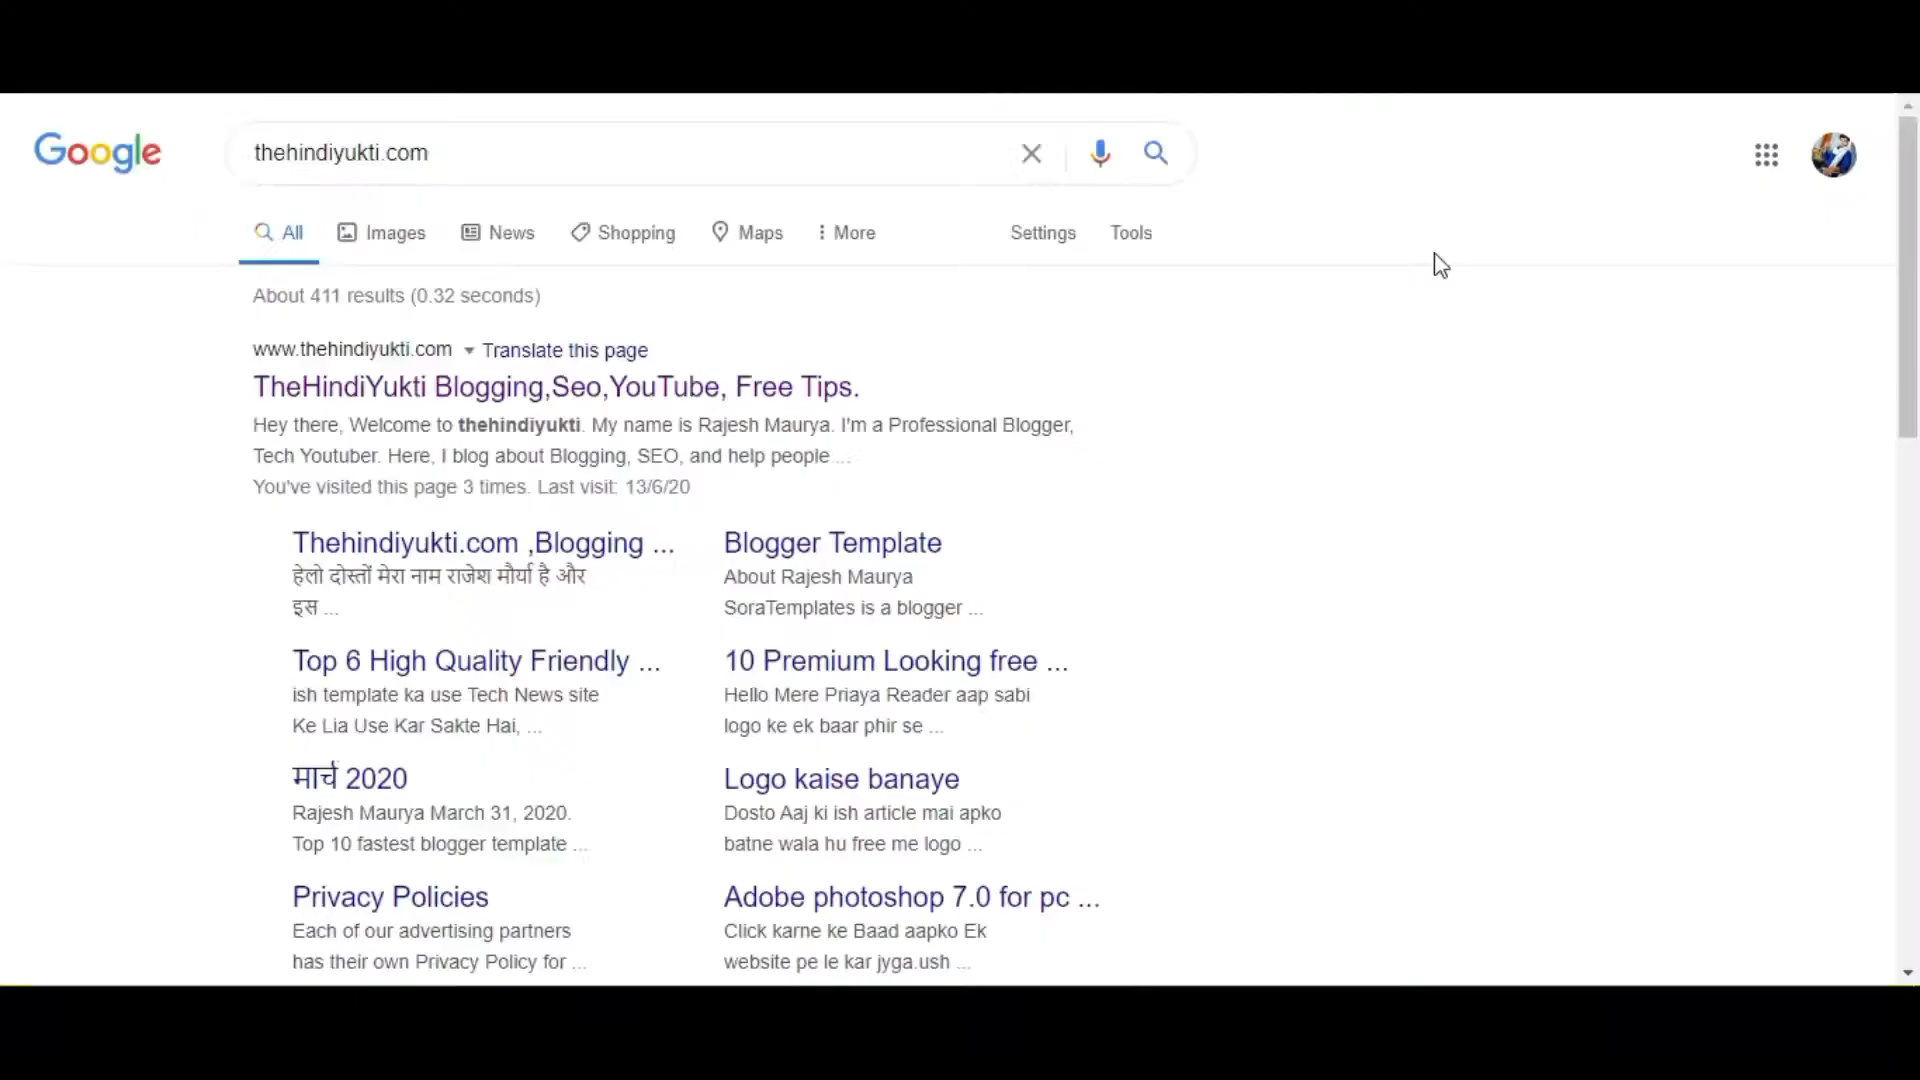 Google
thehindiyukti.com
All Images News Shopping Maps More Settings Tools
About 411 results (0.32 seconds)
www.thehindiyukti.com Translate this page
TheHindiYukti Blogging,Seo,YouTube, Free Tips.
Hey there, Welcome to thehindiyukti. My name is Rajesh Maurya. I'm a Professional Blogger,
Tech Youtuber. Here, I blog about Blogging, SEO, and help people ...
You've visited this page 3 times. Last visit: 13/6/20
Thehindiyukti.com ,Blogging ...
हेलो दोस्तों मेरा नाम राजेश मौर्या है और
इस ...
Blogger Template
About Rajesh Maurya
SoraTemplates is a blogger ...
Top 6 High Quality Friendly ...
ish template ka use Tech News site
Ke Lia Use Kar Sakte Hai, ...
10 Premium Looking free ...
Hello Mere Priaya Reader aap sabi
logo ke ek baar phir se ...
मार्च 2020
Rajesh Maurya March 31, 2020.
Top 10 fastest blogger template ...
Logo kaise banaye
Dosto Aaj ki ish article mai apko
batne wala hu free me logo ...
Privacy Policies
Each of our advertising partners
has their own Privacy Policy for ...
Adobe photoshop 7.0 for pc ...
Click karne ke Baad aapko Ek
website pe le kar jyga.ush ...